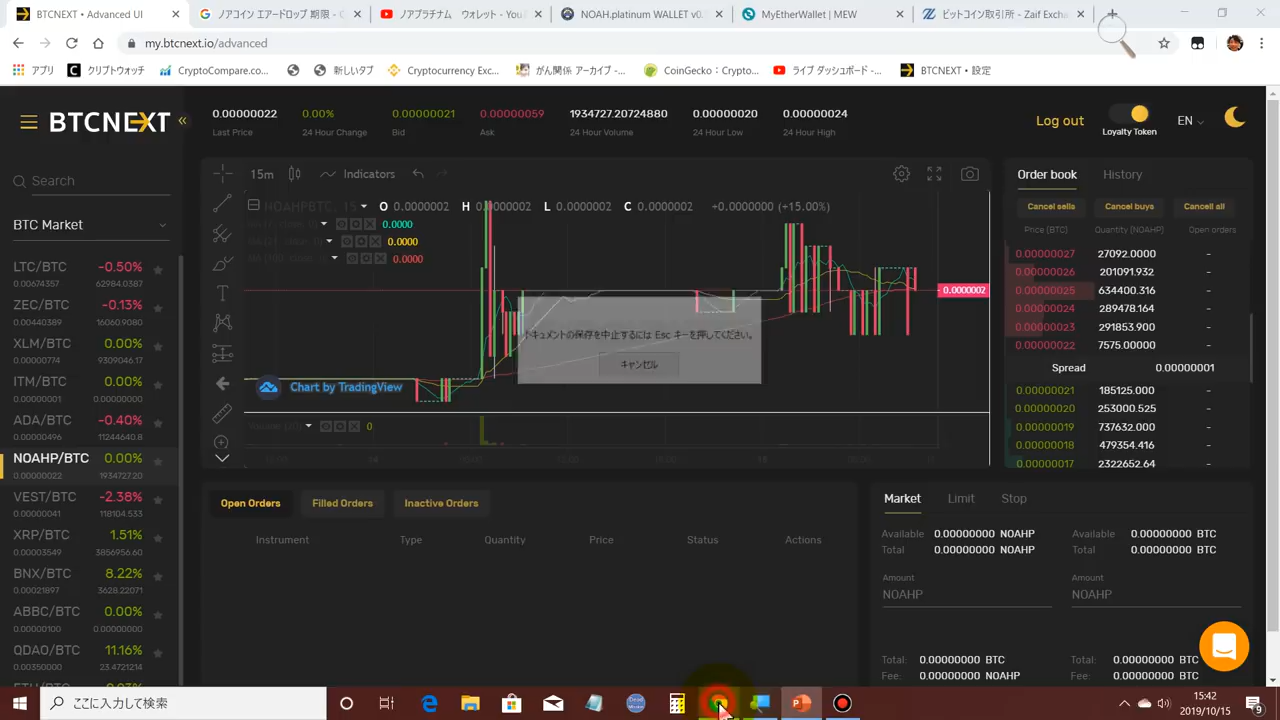 BTCNEXT • Advanced UI
ノアコイン エアードロップ 期限 - G
ノアプラチナム ウォレット - You
NOAH.platinum WALLET v0.
MyEtherWallet | MEW
ビットコイン取引所 - Zaif Exchan
my.btcnext.io/advanced
アプリ
クリプトウォッチ
CryptoCompare.co...
新しいタブ
Cryptocurrency Exc...
がん関係 アーカイブ -...
CoinGecko：Crypto...
ライブ ダッシュボード -...
BTCNEXT • 設定
BTCNEXT
0.00000022
Last Price
0.00%
24 Hour Change
0.00000021
Bid
0.00000059
Ask
1934727.20724880
24 Hour Volume
0.00000020
24 Hour Low
0.00000024
24 Hour High
Log out
Loyalty Token
EN
Search
BTC Market
LTC/BTC -0.50%
0.00674357 62984.0387
ZEC/BTC -0.13%
0.00440389 16060.9080
XLM/BTC 0.00%
0.00000774 9309046.17
ITM/BTC 0.00%
0.00000001 0.00000000
ADA/BTC -0.40%
0.00000496 11244640.8
NOAHP/BTC 0.00%
0.00000022 1934727.20
VEST/BTC -2.38%
0.00000041 118104.533
XRP/BTC 1.51%
0.00003549 3856956.60
BNX/BTC 8.22%
0.00021897 3628.22071
ABBC/BTC 0.00%
0.00000100 0.00000000
QDAO/BTC 11.16%
0.00350000 23.4721214
15m
Indicators
NOAHPBTC, 15
O 0.0000002 H 0.0000002 L 0.0000002 C 0.0000002 +0.0000000 (+15.00%)
0.0000
0.0000
0.0000
0.0000002
ドキュメントの保存を中止するには Esc キーを押してください。
キャンセル
Chart by TradingView
Volume (20) 0
Order book
History
Cancel sells
Cancel buys
Cancel all
Price (BTC) Quantity (NOAHP) Open orders
0.00000027 27092.0000 -
0.00000026 201091.932 -
0.00000025 634400.316 -
0.00000024 289478.164 -
0.00000023 291853.900 -
0.00000022 7575.00000 -
Spread 0.00000001
0.00000021 185125.000 -
0.00000020 253000.525 -
0.00000019 737632.000 -
0.00000018 479354.416 -
0.00000017 2322652.64 -
Open Orders
Filled Orders
Inactive Orders
Instrument Type Quantity Price Status Actions
Market
Limit
Stop
Available 0.00000000 NOAHP
Total 0.00000000 NOAHP
Available 0.00000000 BTC
Total 0.00000000 BTC
Amount
NOAHP
Amount
NOAHP
Total: 0.00000000 BTC
Fee: 0.00000000 NOAHP
Total: 0.00000000 BTC
Fee: 0.00000000 BTC
ここに入力して検索
15:42
2019/10/15
9